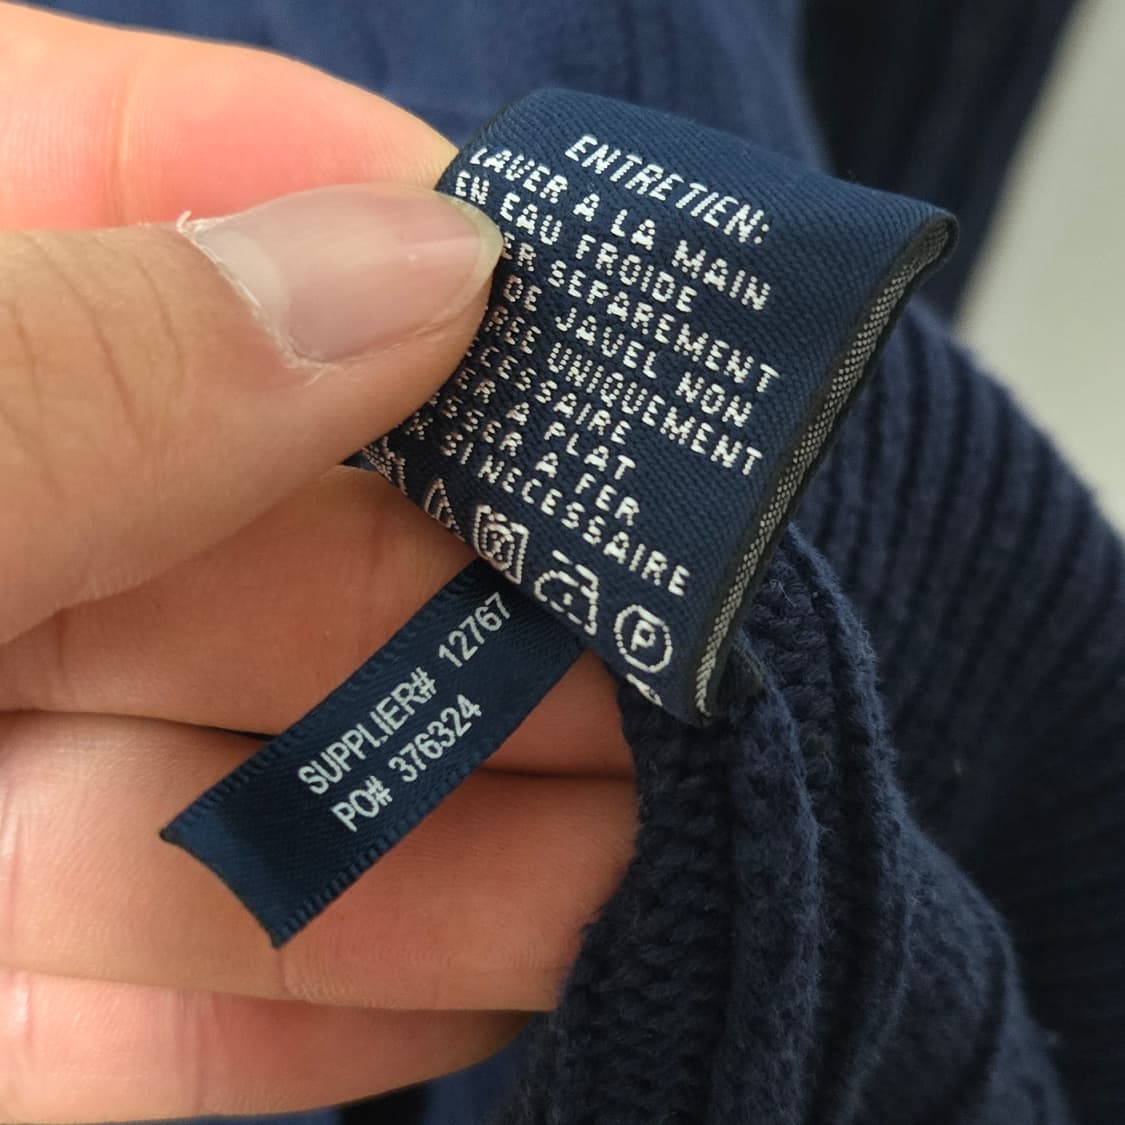 ENTRETIEN:
LAVER A LA MAIN
EN EAU FROIDE
SEPAREMENT
DE JAVEL NON
UNIQUEMENT
A PLAT
A FER
SI NECESSAIRE
P
SUPPLIER# 12767
PO# 376324